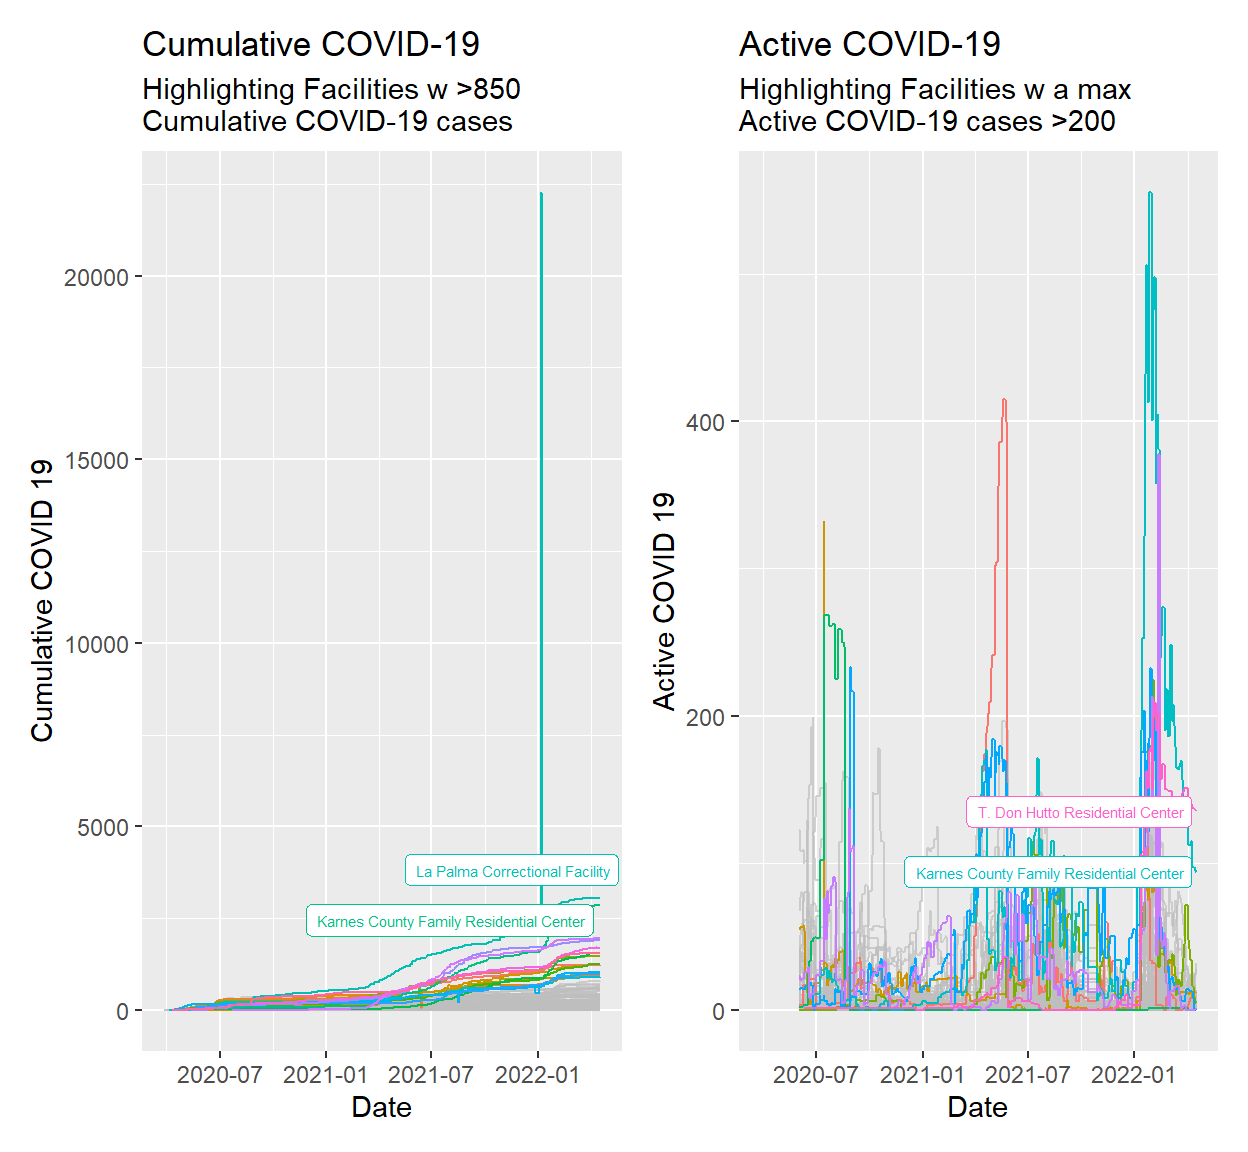 Cumulative COVID-19
Highlighting Facilities w >850
Cumulative COVID-19 cases
Cumulative COVID 19
20000
15000
10000
5000
0
La Palma Correctional Facility
Karnes County Family Residential Center
2020-07
2021-01
2021-07
2022-01
Date
Active COVID-19
Highlighting Facilities w a max
Active COVID-19 cases >200
Active COVID 19
400
200
0
T. Don Hutto Residential Center
Karnes County Family Residential Center
2020-07
2021-01
2021-07
2022-01
Date